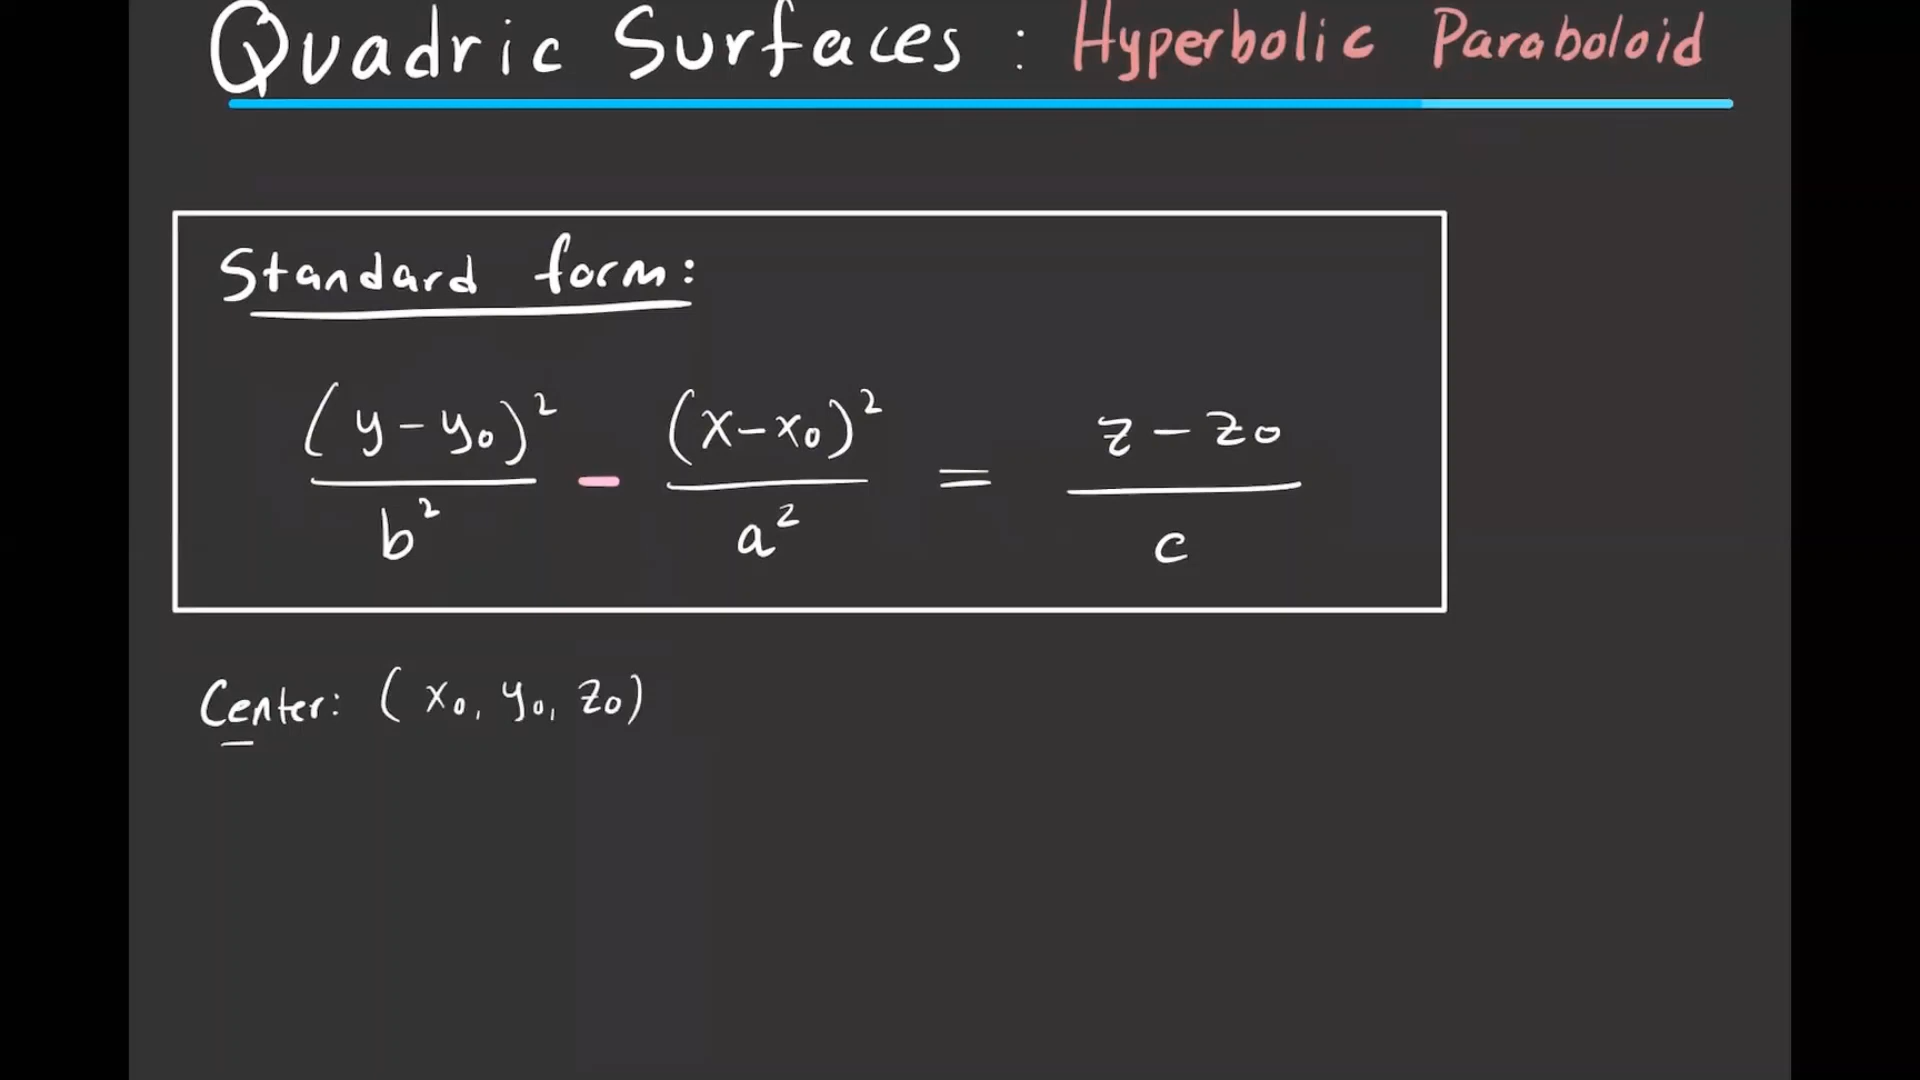 Quadric Surfaces : Hyperbolic Paraboloid
Standard form:
(y-y₀)²/b² - (x-x₀)²/a² = z-z₀/c
Center: (x₀, y₀, z₀)